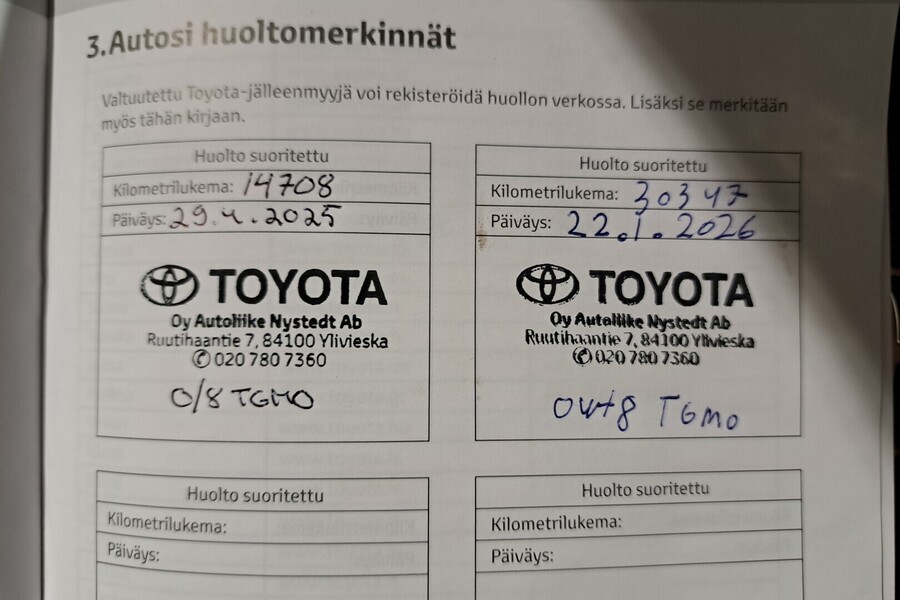 3. Autosi huoltomerkinnät
Valtuutettu Toyota-jälleenmyyjä voi rekisteröidä huollon verkossa. Lisäksi se merkitään
myös tähän kirjaan.
Huolto suoritettu
Kilometrilukema: 14708
Päiväys: 29.4.2025
TOYOTA
Oy Autoliike Nystedt Ab
Ruutihaantie 7, 84100 Ylivieska
✆ 020 780 7360
O/8 TGMO
Huolto suoritettu
Kilometrilukema: 30347
Päiväys: 22.1.2026
TOYOTA
Oy Autoliike Nystedt Ab
Ruutihaantie 7, 84100 Ylivieska
✆ 020 780 7360
TGMO
Huolto suoritettu
Kilometrilukema:
Päiväys:
Huolto suoritettu
Kilometrilukema:
Päiväys: